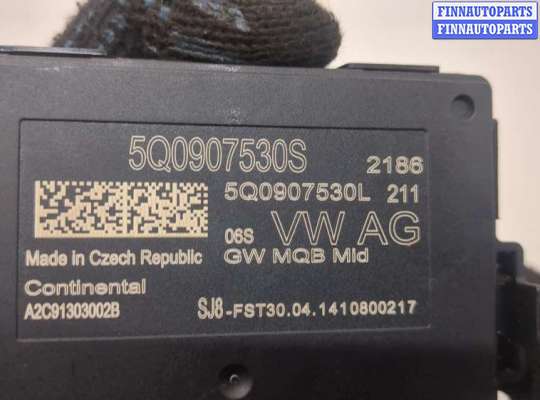 FINNAUTOPARTS
FINNAUTOPARTS
5Q0907530S 2186
5Q0907530L 211
06S VW AG
Made in Czech Republic GW MQB Mid
Continental
A2C91303002B SJ8-FST30.04.1410800217